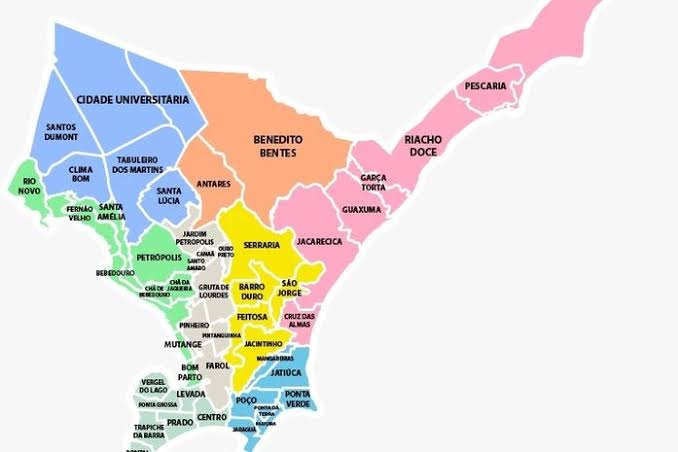 PESCARIA
CIDADE UNIVERSITÁRIA
SANTOS
DUMONT
BENEDITO
BENTES
RIACHO
DOCE
TABULEIRO
DOS MARTINS
CLIMA
BOM
RIO
NOVO
SANTA
LÚCIA
ANTARES
GARÇA
TORTA
GUAXUMA
FERNÃO
VELHO
SANTA
AMÉLIA
JARDIM
PETROPOLIS
SERRARIA
JACARECICA
CANAÃ
OURO
PRETO
SANTO
AMARO
PETRÓPOLIS
BEBEDOURO
CHÃ DA
JAQUEIRA
CHÃ DE
BEBEDOURO
GRUTA DE
LOURDES
BARRO
DURO
SÃO
JORGE
FEITOSA
CRUZ DAS
ALMAS
PINHEIRO
PINTANGUINHA
MUTANGE
JACINTINHO
MANGABEIRAS
BOM
PARTO
FAROL
JATIÚCA
VERGEL
DO LAGO
LEVADA
POÇO
PONTA
VERDE
PONTA GROSSA
PONTA DA
TERRA
TRAPICHE
DA BARRA
PRADO
CENTRO
PAJUÇARA
JARAGUÁ
PONTAL